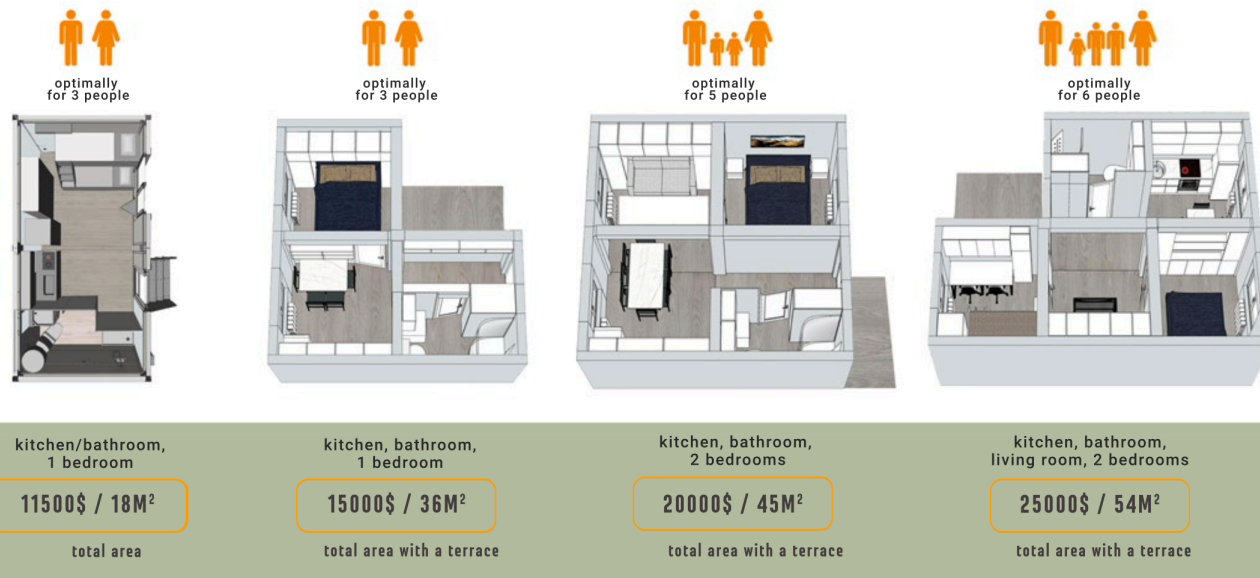 optimally
for 3 people
optimally
for 3 people
optimally
for 5 people
optimally
for 6 people
kitchen/bathroom,
1 bedroom
11500$ / 18M²
total area
kitchen, bathroom,
1 bedroom
15000$ / 36M²
total area with a terrace
kitchen, bathroom,
2 bedrooms
20000$ / 45M²
total area with a terrace
kitchen, bathroom,
living room, 2 bedrooms
25000$ / 54M²
total area with a terrace